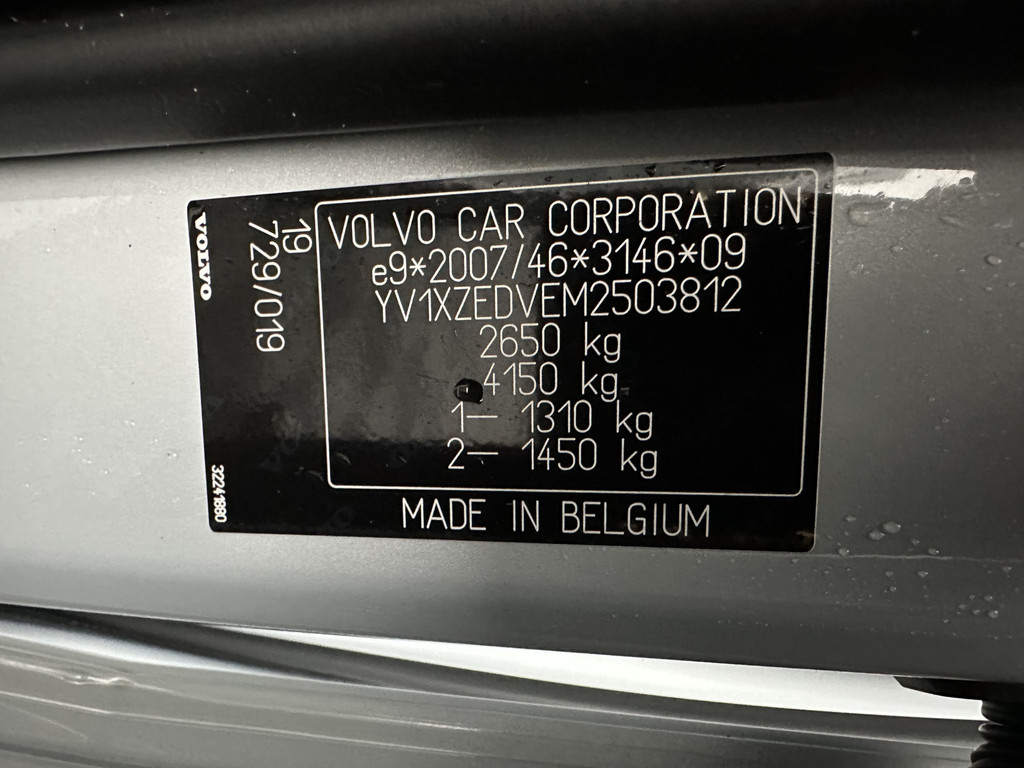 VOLVO
19
729/019
32241880
VOLVO CAR CORPORATION
e9*2007/46*3146*09
YV1XZEDVEM2503812
2650 kg
4150 kg
1– 1310 kg
2– 1450 kg
MADE IN BELGIUM